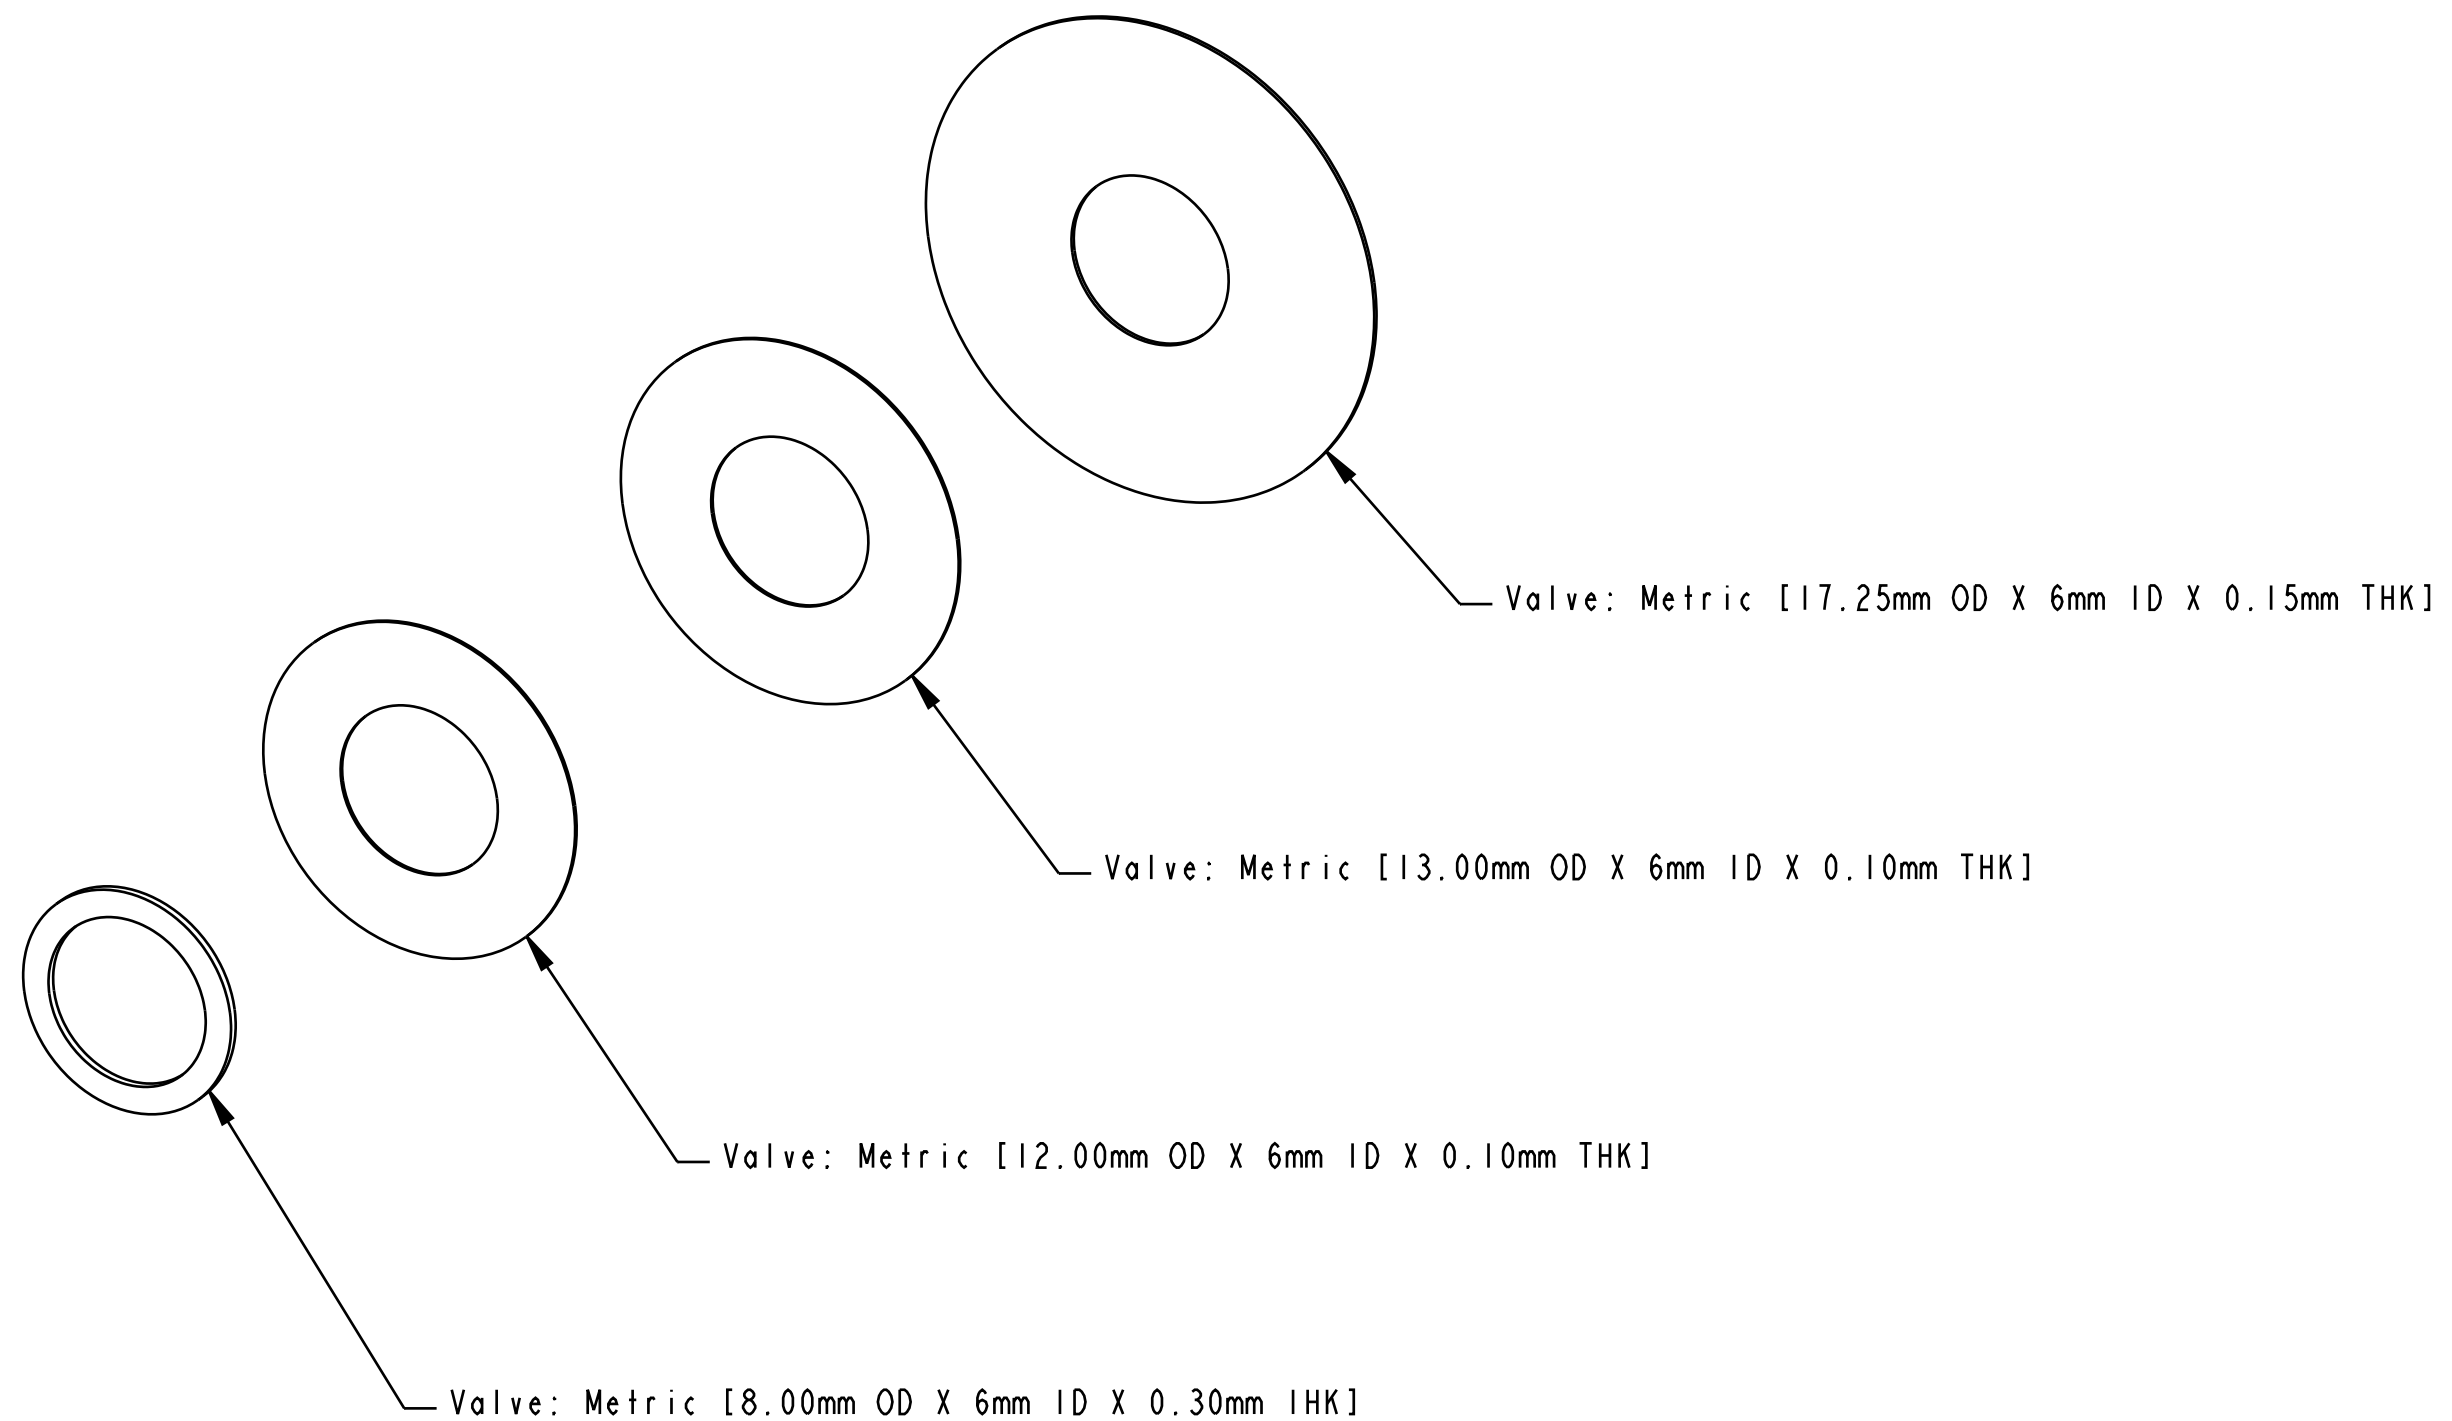 Valve: Metric [17.25mm OD X 6mm ID X 0.15mm THK]
Valve: Metric [13.00mm OD X 6mm ID X 0.10mm THK]
Valve: Metric [12.00mm OD X 6mm ID X 0.10mm THK]
Valve: Metric [8.00mm OD X 6mm ID X 0.30mm IHK]